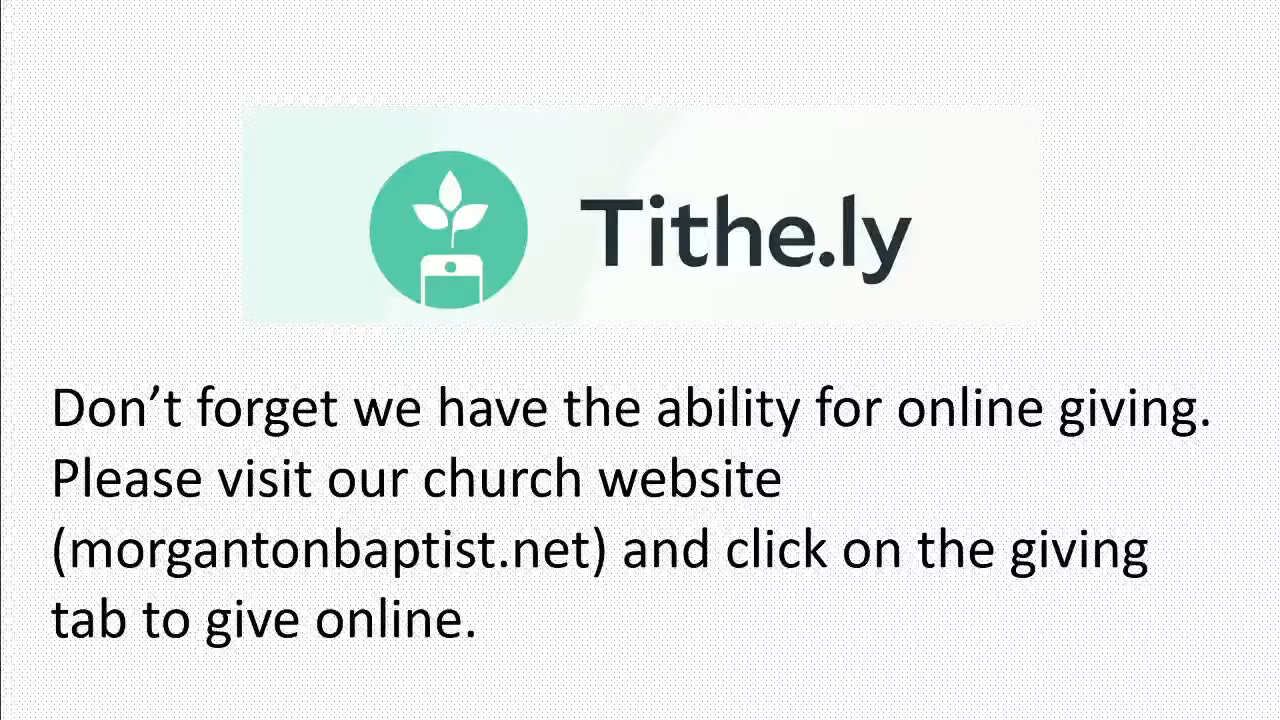 Tithe.ly
Don’t forget we have the ability for online giving.
Please visit our church website
(morgantonbaptist.net) and click on the giving
tab to give online.